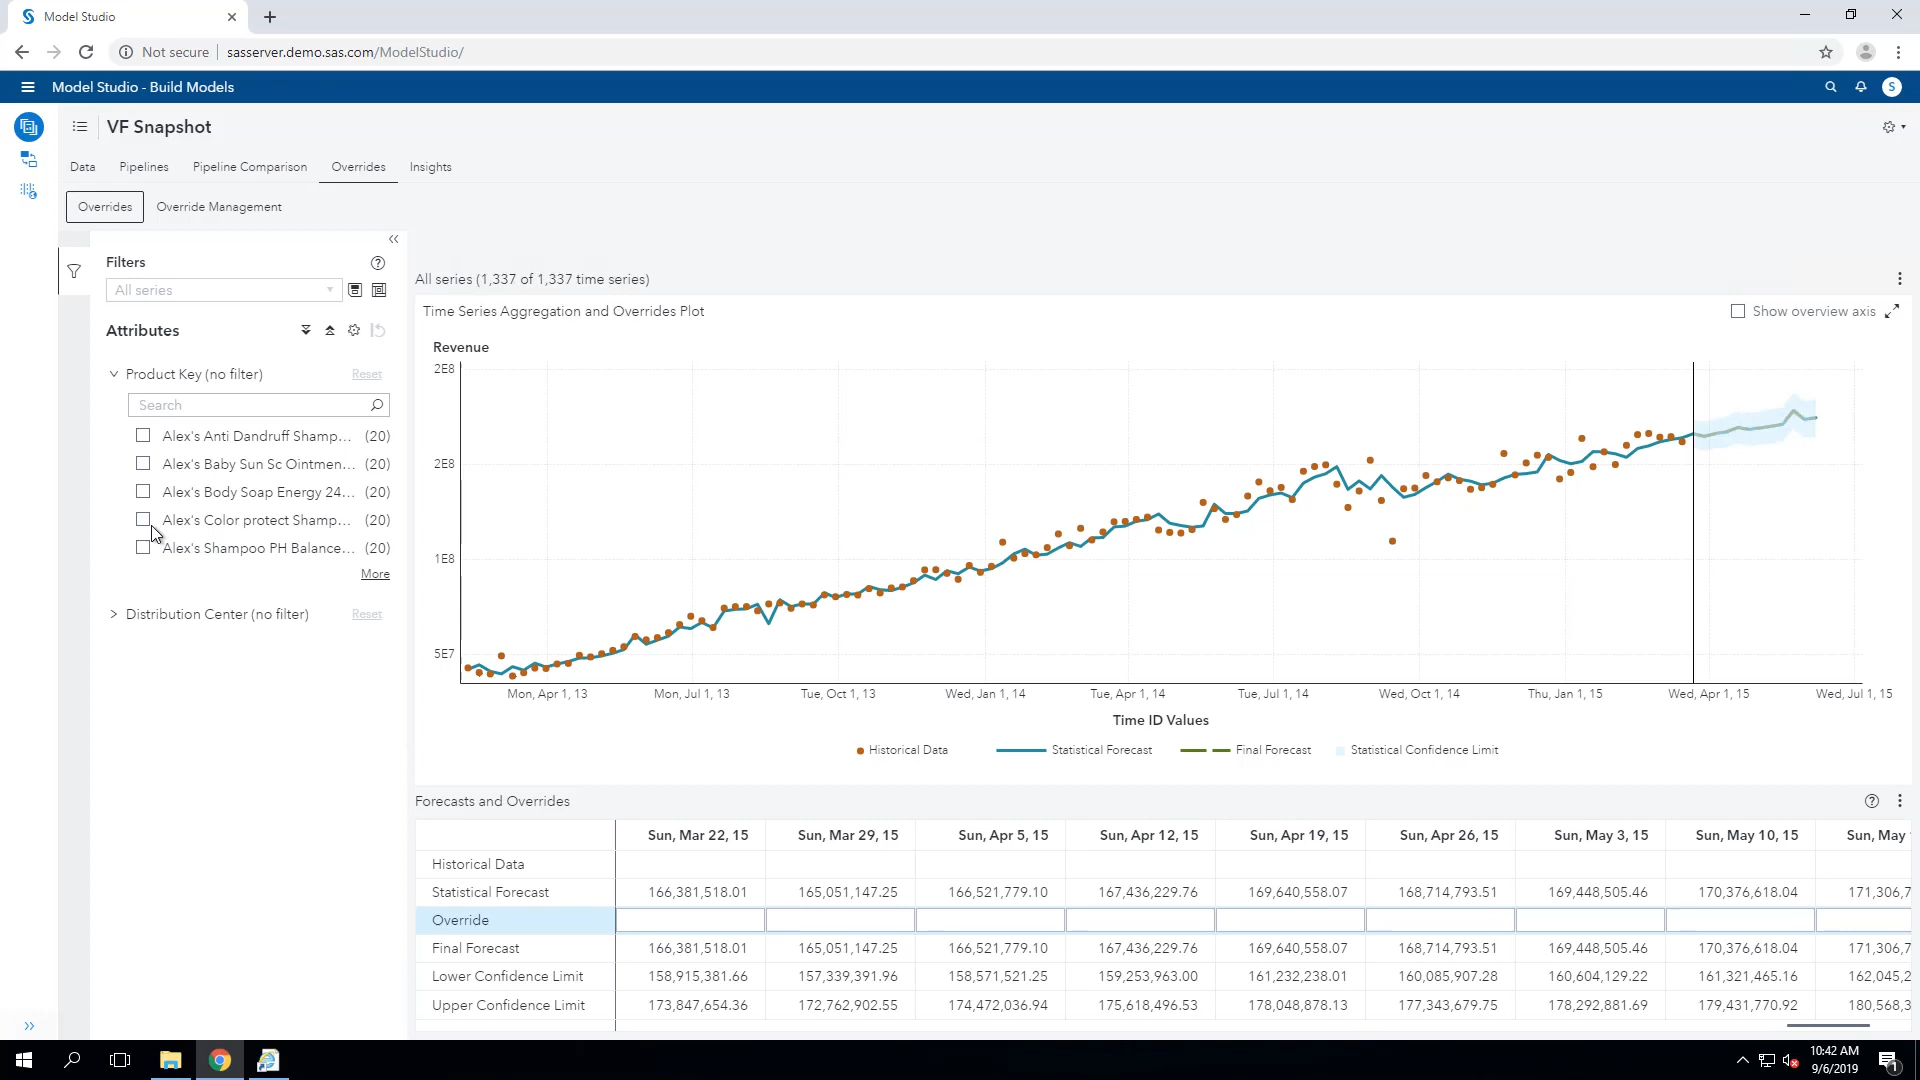 Model Studio
Not secure
sasserver.demo.sas.com/ModelStudio/
Model Studio - Build Models
S
VF Snapshot
Data
Pipelines
Pipeline Comparison
Overrides
Insights
Overrides
Override Management
Filters
All series
Attributes
Product Key (no filter)
Reset
Search
Alex's Anti Dandruff Shamp... (20)
Alex's Baby Sun Sc Ointmen... (20)
Alex's Body Soap Energy 24... (20)
Alex's Color protect Shamp... (20)
Alex's Shampoo PH Balance... (20)
More
Distribution Center (no filter)
Reset
All series (1,337 of 1,337 time series)
Time Series Aggregation and Overrides Plot
Show overview axis
Revenue
2E8
2E8
1E8
5E7
Mon, Apr 1, 13
Mon, Jul 1, 13
Tue, Oct 1, 13
Wed, Jan 1, 14
Tue, Apr 1, 14
Tue, Jul 1, 14
Wed, Oct 1, 14
Thu, Jan 1, 15
Wed, Apr 1, 15
Wed, Jul 1, 15
Time ID Values
Historical Data
Statistical Forecast
Final Forecast
Statistical Confidence Limit
Forecasts and Overrides
Sun, Mar 22, 15 Sun, Mar 29, 15 Sun, Apr 5, 15 Sun, Apr 12, 15 Sun, Apr 19, 15 Sun, Apr 26, 15 Sun, May 3, 15 Sun, May 10, 15 Sun, May
Historical Data
Statistical Forecast 166,381,518.01 165,051,147.25 166,521,779.10 167,436,229.76 169,640,558.07 168,714,793.51 169,448,505.46 170,376,618.04 171,306,7
Override
Final Forecast 166,381,518.01 165,051,147.25 166,521,779.10 167,436,229.76 169,640,558.07 168,714,793.51 169,448,505.46 170,376,618.04 171,306,7
Lower Confidence Limit 158,915,381.66 157,339,391.96 158,571,521.25 159,253,963.00 161,232,238.01 160,085,907.28 160,604,129.22 161,321,465.16 162,045,2
Upper Confidence Limit 173,847,654.36 172,762,902.55 174,472,036.94 175,618,496.53 178,048,878.13 177,343,679.75 178,292,881.69 179,431,770.92 180,568,3
10:42 AM
9/6/2019
1